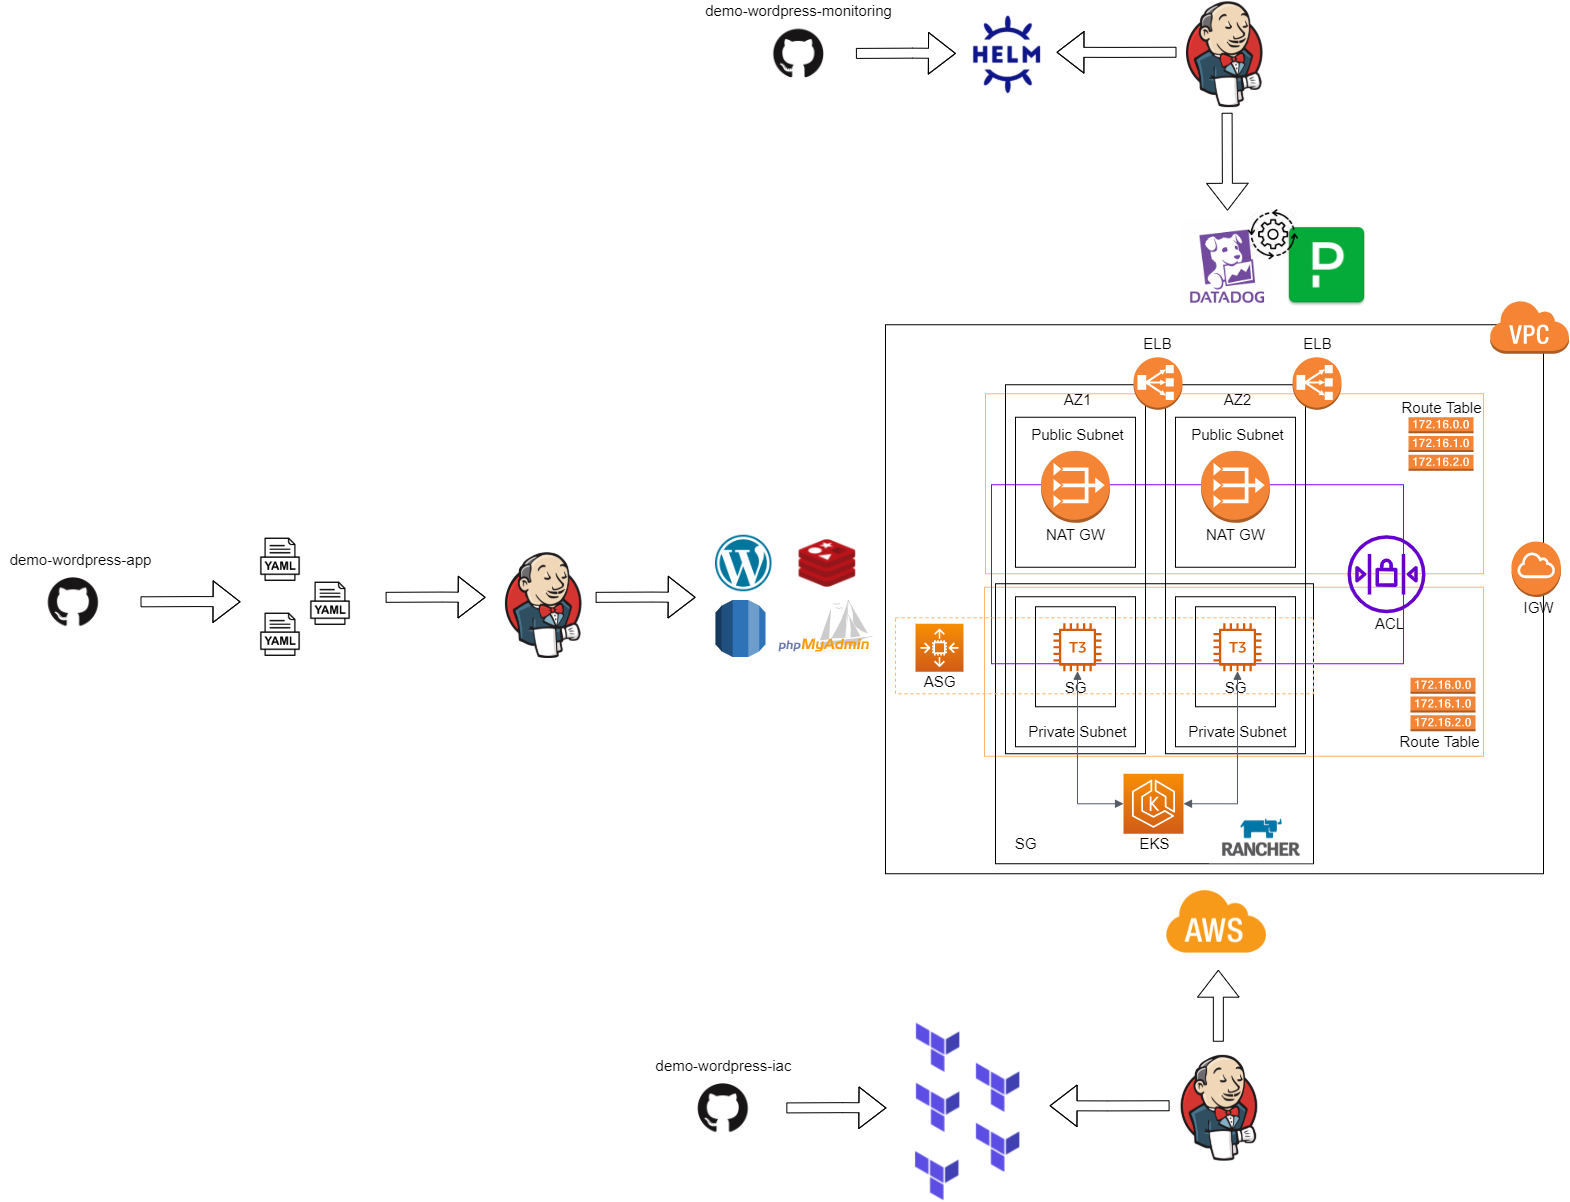 demo-wordpress-monitoring
HELM
DATADOG
P
VPC
ELB
ELB
AZ1
AZ2
Route Table
172.16.0.0
172.16.1.0
172.16.2.0
Public Subnet
Public Subnet
NAT GW
NAT GW
demo-wordpress-app
YAML
YAML
YAML
W
phpMyAdmin
ACL
IGW
ASG
T3
T3
SG
SG
172.16.0.0
172.16.1.0
172.16.2.0
Route Table
Private Subnet
Private Subnet
K
EKS
SG
RANCHER
AWS
demo-wordpress-iac